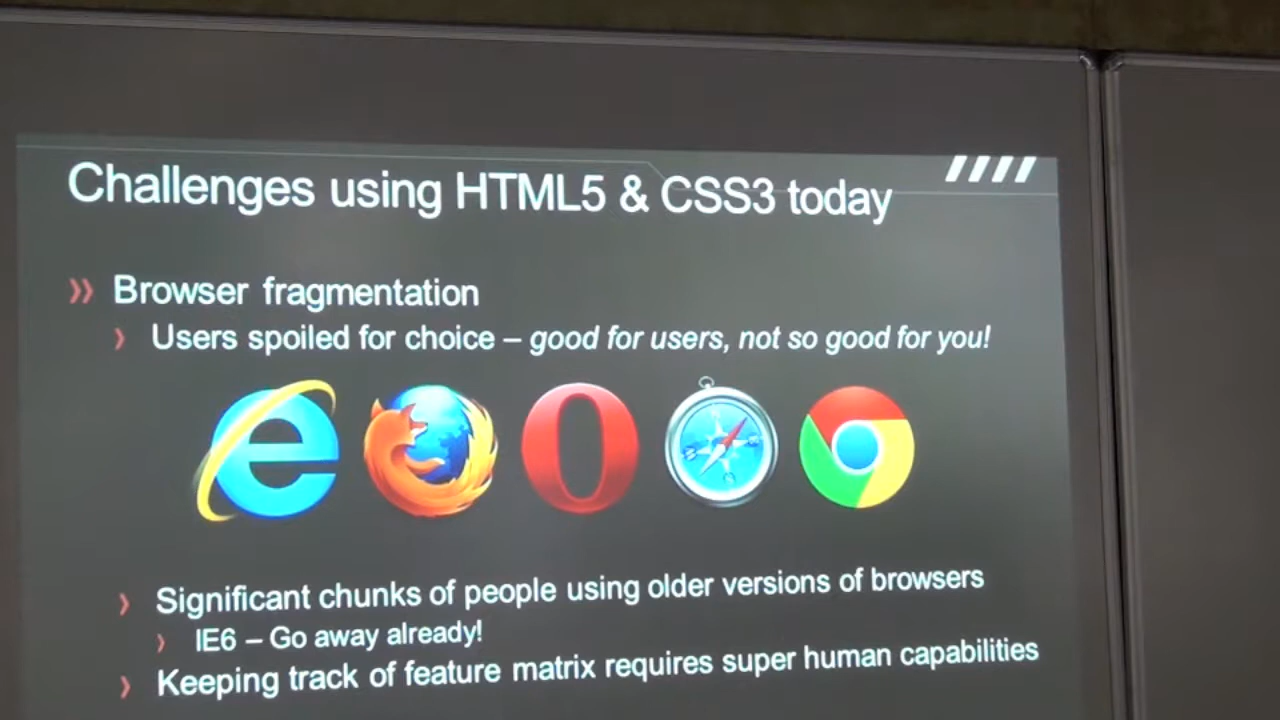 Challenges using HTML5 & CSS3 today
Browser fragmentation
Users spoiled for choice – good for users, not so good for you!
Significant chunks of people using older versions of browsers
IE6 – Go away already!
Keeping track of feature matrix requires super human capabilities